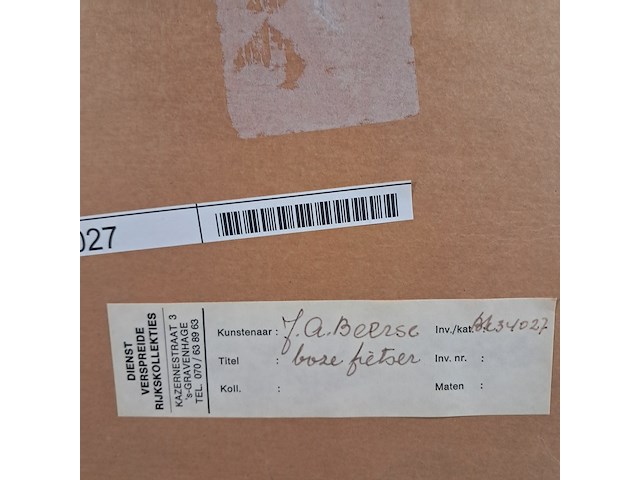 027
DIENST
VERSPREIDE
RIJKSKOLLEKTIES
KAZERNESTRAAT 3
's-GRAVENHAGE
TEL. 070 / 63 89 63
Kunstenaar : J. A. Beerse Inv./kat. Bk34027
Titel : boze fietser Inv. nr. :
Koll. : Maten :